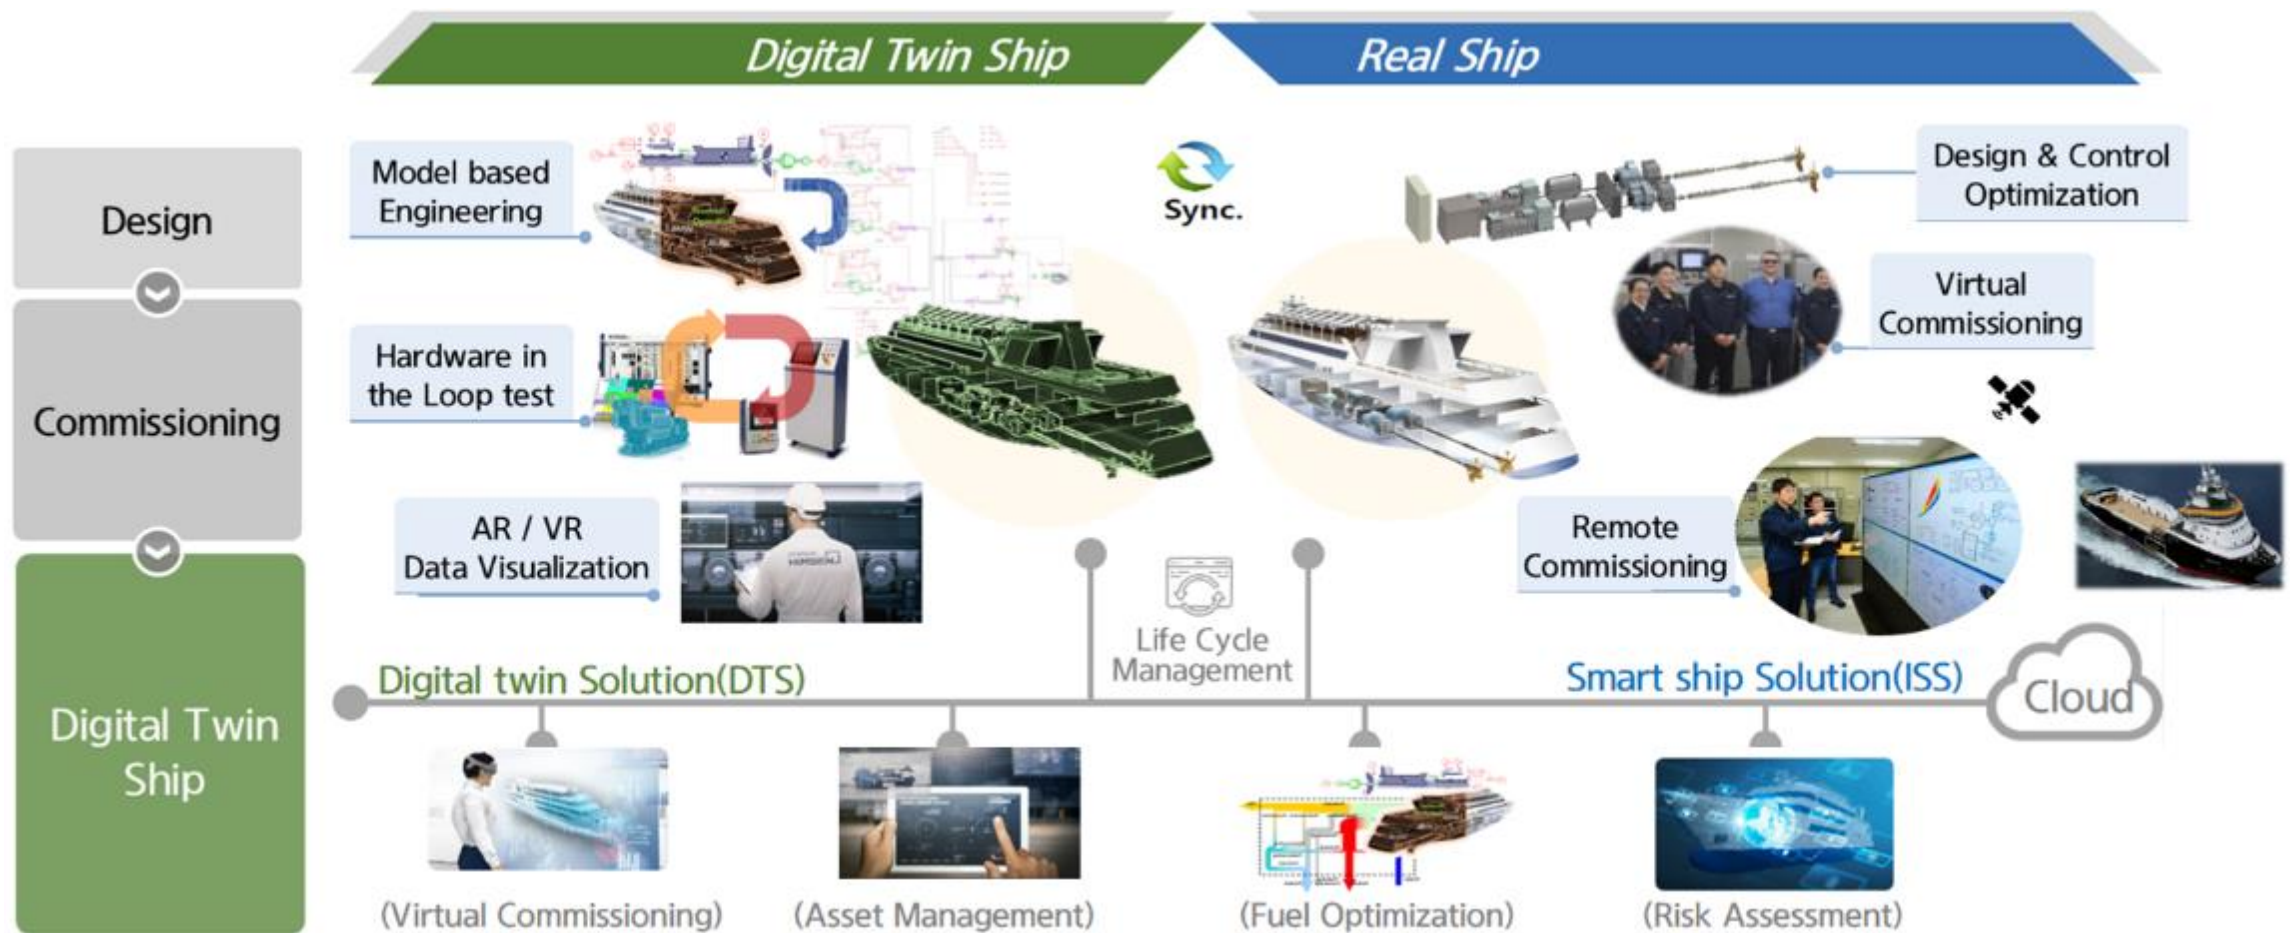 Digital Twin Ship
Real Ship
Design
Model based
Engineering
Sync.
Design & Control
Optimization
Virtual
Commissioning
Commissioning
Hardware in
the Loop test
AR / VR
Data Visualization
Remote
Commissioning
Life Cycle
Management
Digital twin Solution(DTS)
Smart ship Solution(ISS)
Cloud
Digital Twin
Ship
(Virtual Commissioning)
(Asset Management)
(Fuel Optimization)
(Risk Assessment)